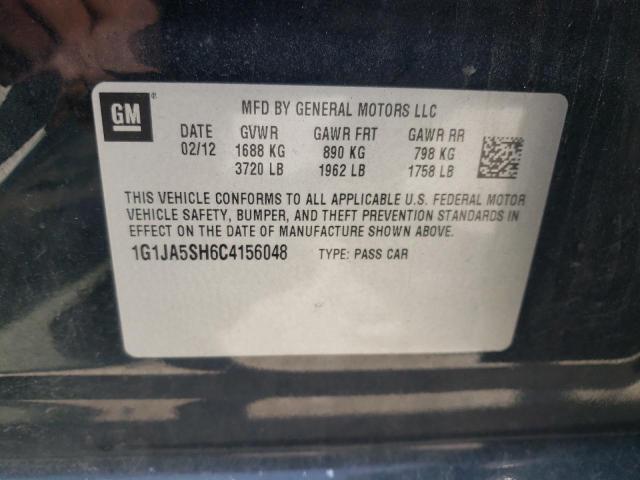 GM®
MFD BY GENERAL MOTORS LLC
DATE GVWR GAWR FRT GAWR RR
02/12 1688 KG 890 KG 798 KG
3720 LB 1962 LB 1758 LB
THIS VEHICLE CONFORMS TO ALL APPLICABLE U.S. FEDERAL MOTOR
VEHICLE SAFETY, BUMPER, AND THEFT PREVENTION STANDARDS IN
EFFECT ON THE DATE OF MANUFACTURE SHOWN ABOVE.
1G1JA5SH6C4156048 TYPE: PASS CAR